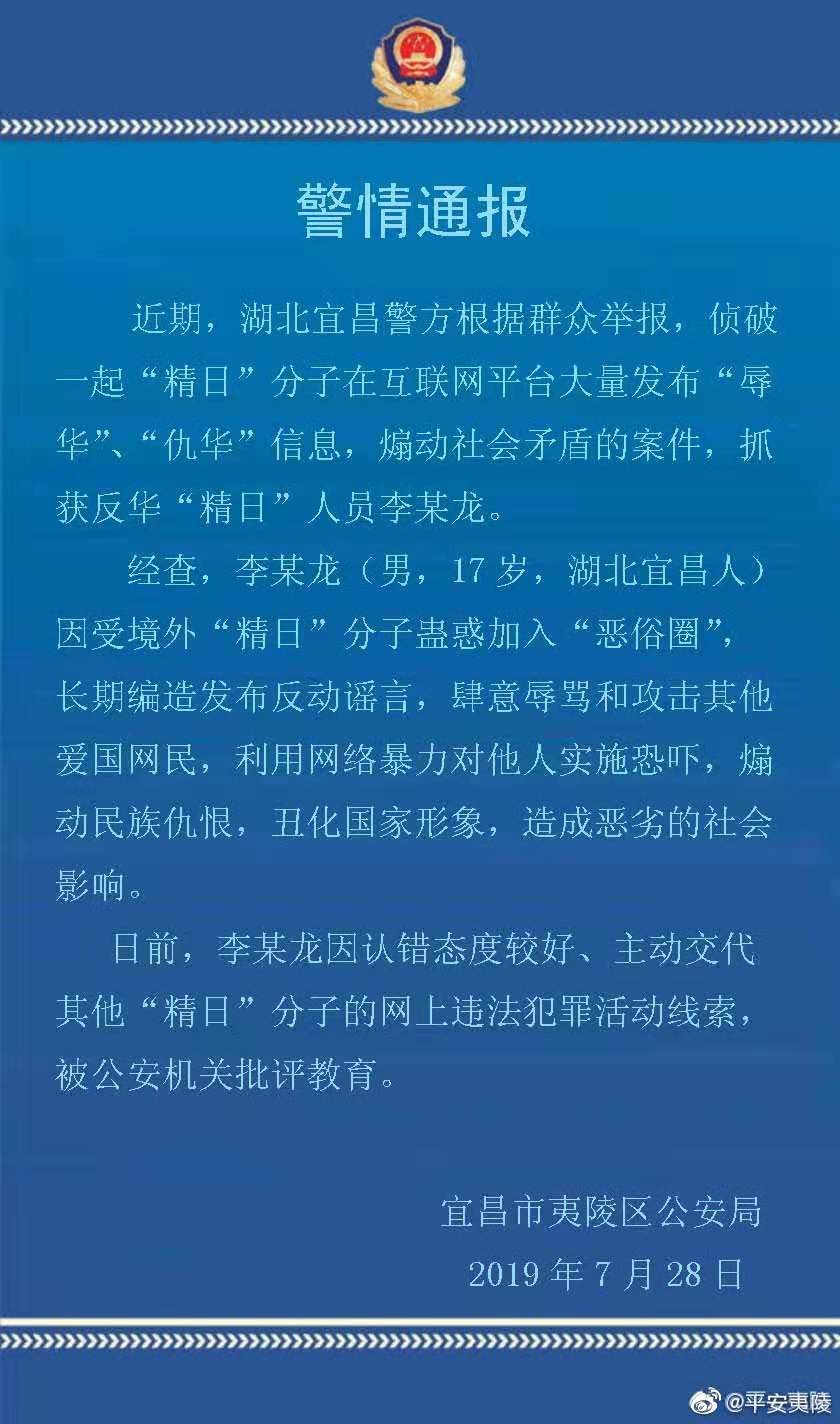 警情通报
近期，湖北宜昌警方根据群众举报，侦破
一起“精日”分子在互联网平台大量发布“辱
华”、“仇华”信息，煽动社会矛盾的案件，抓
获反华“精日”人员李某龙。
经查，李某龙（男，17岁，湖北宜昌人）
因受境外“精日”分子蛊惑加入“恶俗圈”，
长期编造发布反动谣言，肆意辱骂和攻击其他
爱国网民，利用网络暴力对他人实施恐吓，煽
动民族仇恨，丑化国家形象，造成恶劣的社会
影响。
日前，李某龙因认错态度较好、主动交代
其他“精日”分子的网上违法犯罪活动线索，
被公安机关批评教育。
宜昌市夷陵区公安局
2019年7月28日
@平安夷陵